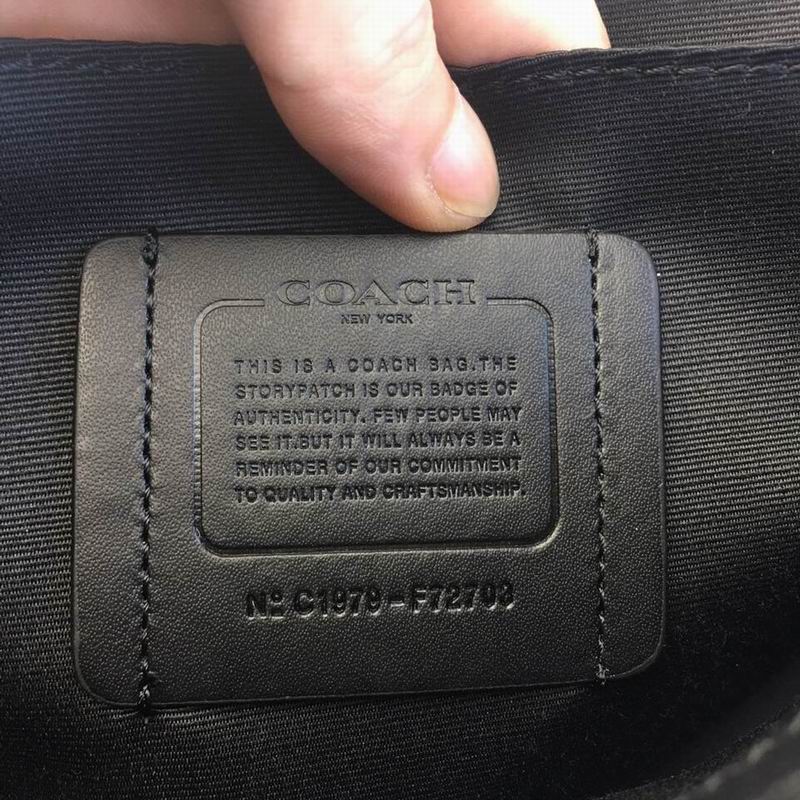 COACH
NEW YORK
THIS IS A COACH BAG.THE
STORYPATCH IS OUR BADGE OF
AUTHENTICITY. FEW PEOPLE MAY
SEE IT.BUT IT WILL ALWAYS BE A
REMINDER OF OUR COMMITMENT
TO QUALITY AND CRAFTSMANSHIP.
Nº C1979-F72703